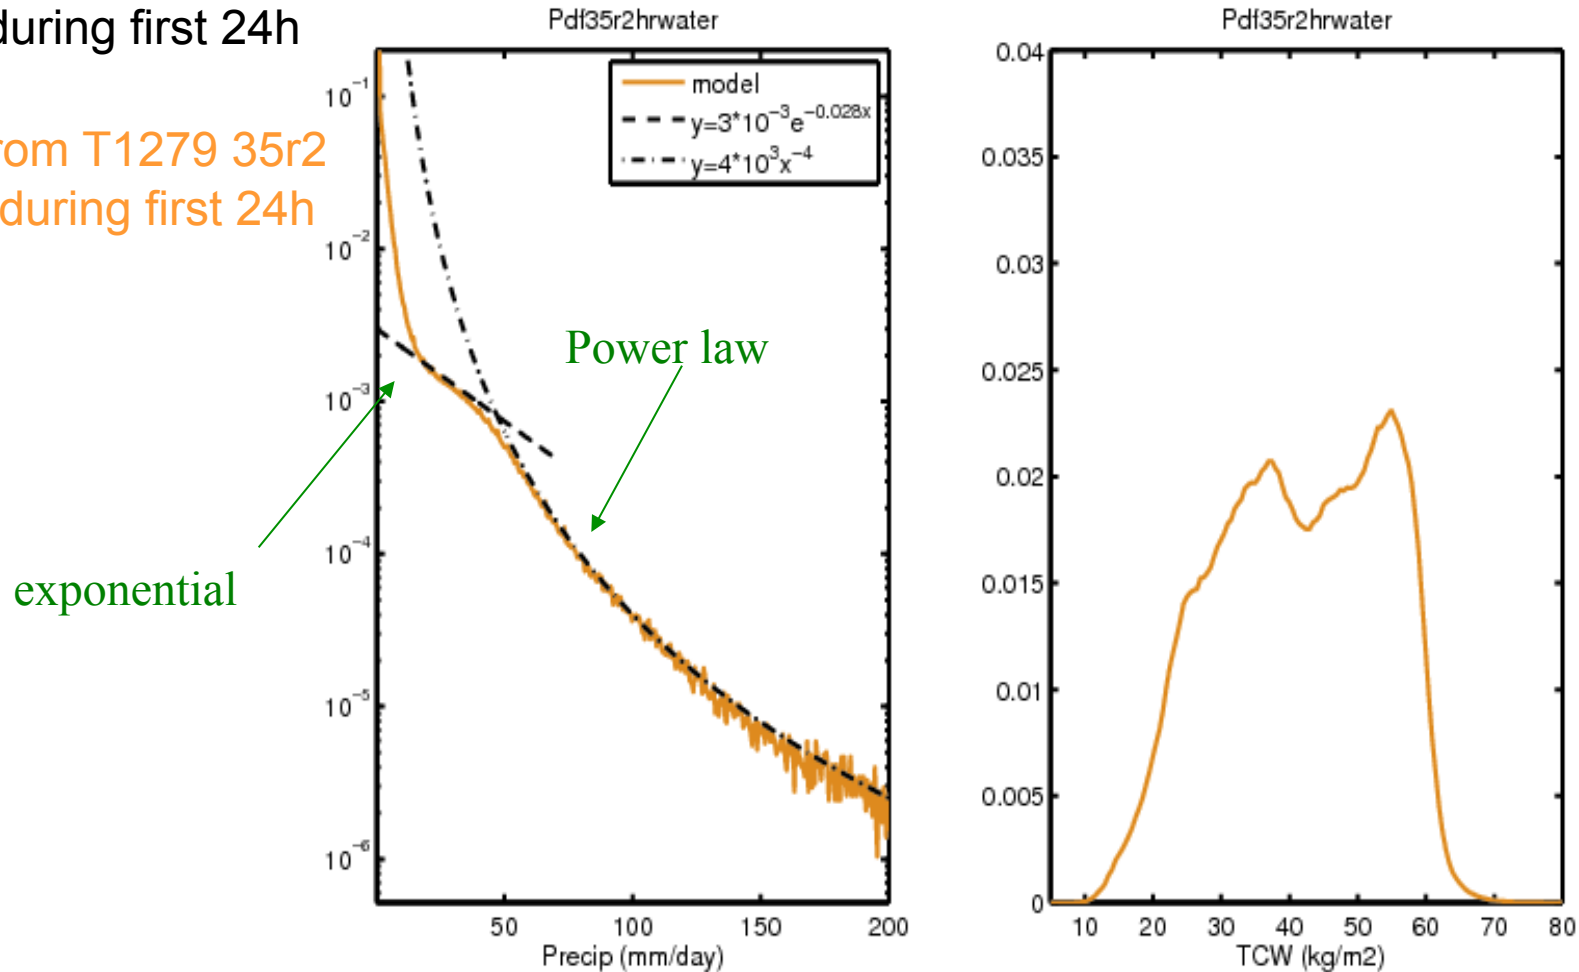 during first 24h
rom T1279 35r2
during first 24h
Pdf35r2hrwater
model
y=3*10⁻³e⁻⁰·⁰²⁸ˣ
y=4*10³x⁻⁴
10⁻¹
10⁻²
10⁻³
10⁻⁴
10⁻⁵
10⁻⁶
Power law
exponential
50 100 150 200
Precip (mm/day)
Pdf35r2hrwater
0.04
0.035
0.03
0.025
0.02
0.015
0.01
0.005
0
10 20 30 40 50 60 70 80
TCW (kg/m2)